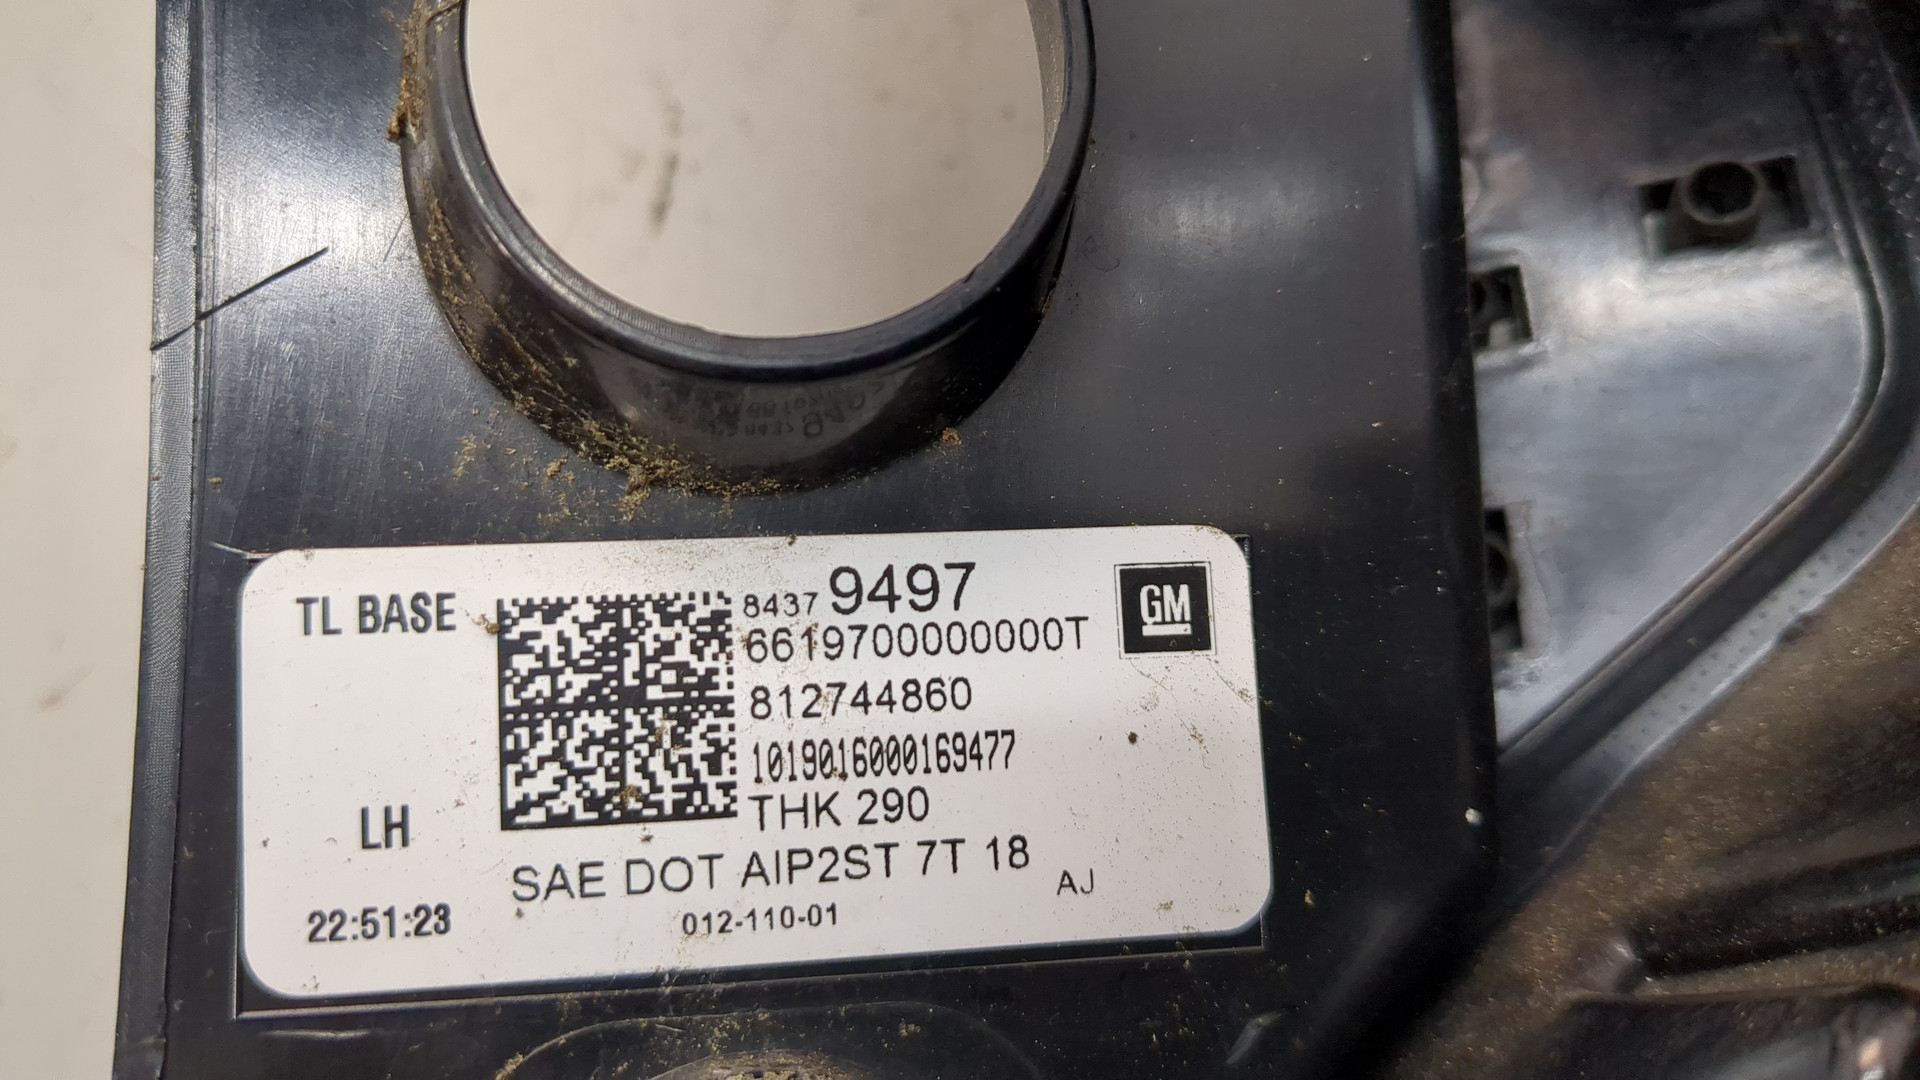 TL BASE
8437 9497
GM
6619700000000T
812744860
1019016000169477
LH
THK 290
SAE DOT AIP2ST 7T 18
AJ
22:51:23
012-110-01